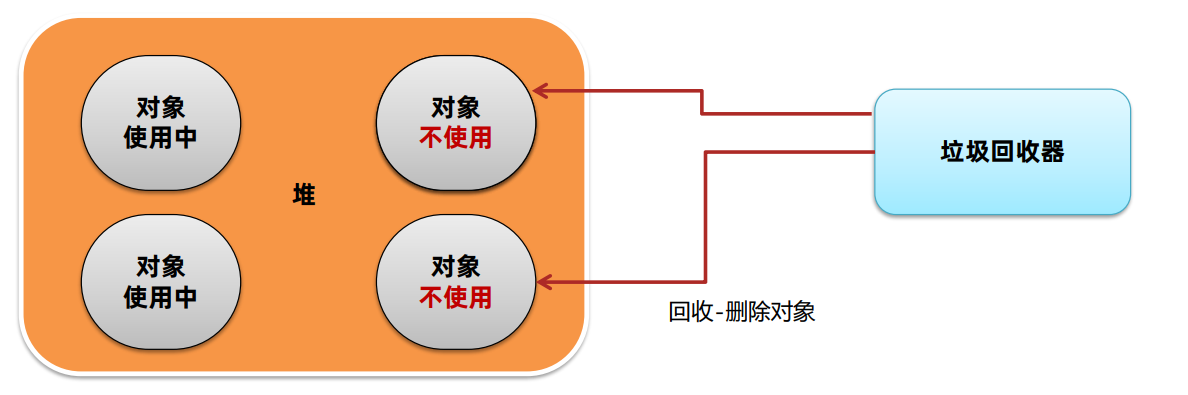 对象
使用中
对象
不使用
堆
对象
使用中
对象
不使用
垃圾回收器
回收-删除对象